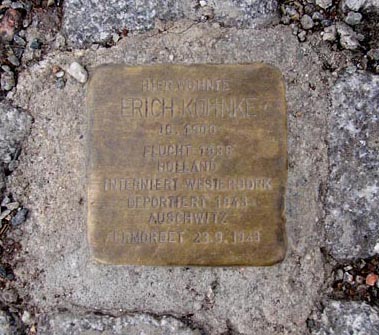 HIER WOHNTE
ERICH KOHNKE
JG. 1900
FLUCHT
HOLLAND
INTERNIERT WESTERBORK
DEPORTIERT 1943
AUSCHWITZ
ERMORDET 23.9.1943